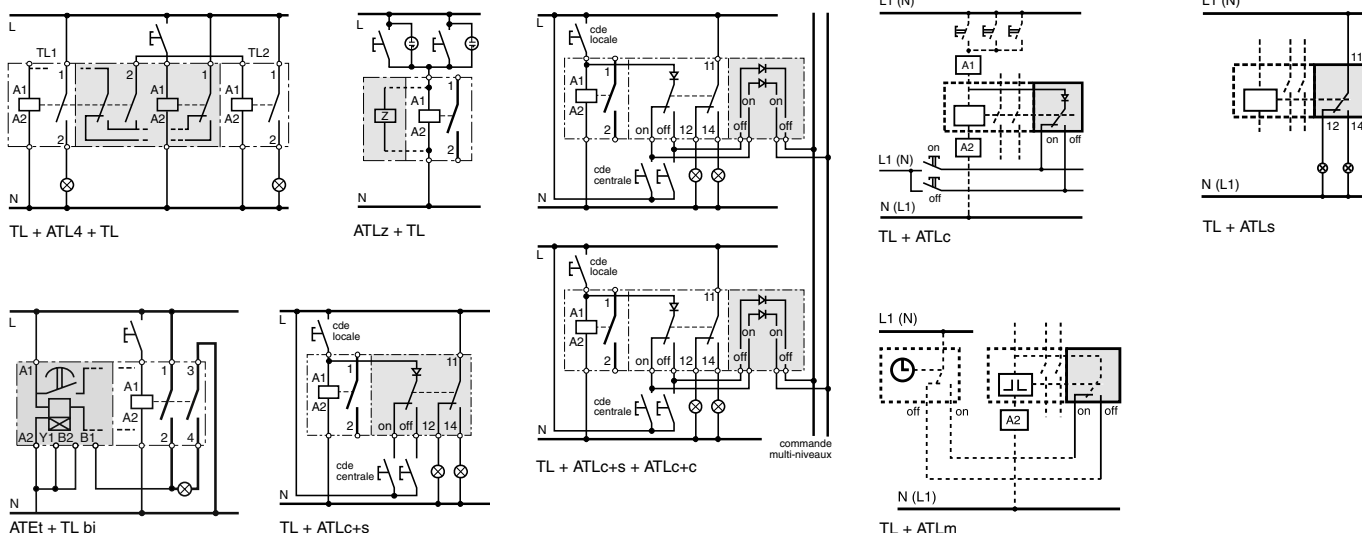 L
TL1
TL2
1
2
1
1
A1
A2
A1
A2
A1
A2
2
2
N
TL + ATL4 + TL
L
A1
1
Z
A2
2
N
ATLz + TL
L
cde
locale
1
11
A1
A2
on
on
2
on
off
12
14
off
off
cde
centrale
N
L
cde
locale
1
11
A1
A2
on
on
2
on
off
12
14
off
off
cde
centrale
N
commande
multi-niveaux
TL + ATLc+s + ATLc+c
L1 (N)
A1
on
off
A2
L1 (N)
on
off
N (L1)
TL + ATLc
L1 (N)
11
12
14
N (L1)
TL + ATLs
L
A1
A1
1
3
A1
A2
Y1
B2
B1
2
4
N
ATEt + TL bi
L
cde
locale
1
11
A1
A2
2
on
off
12
14
cde
centrale
N
TL + ATLc+s
L1 (N)
off
on
on
off
A2
N (L1)
TL + ATLm